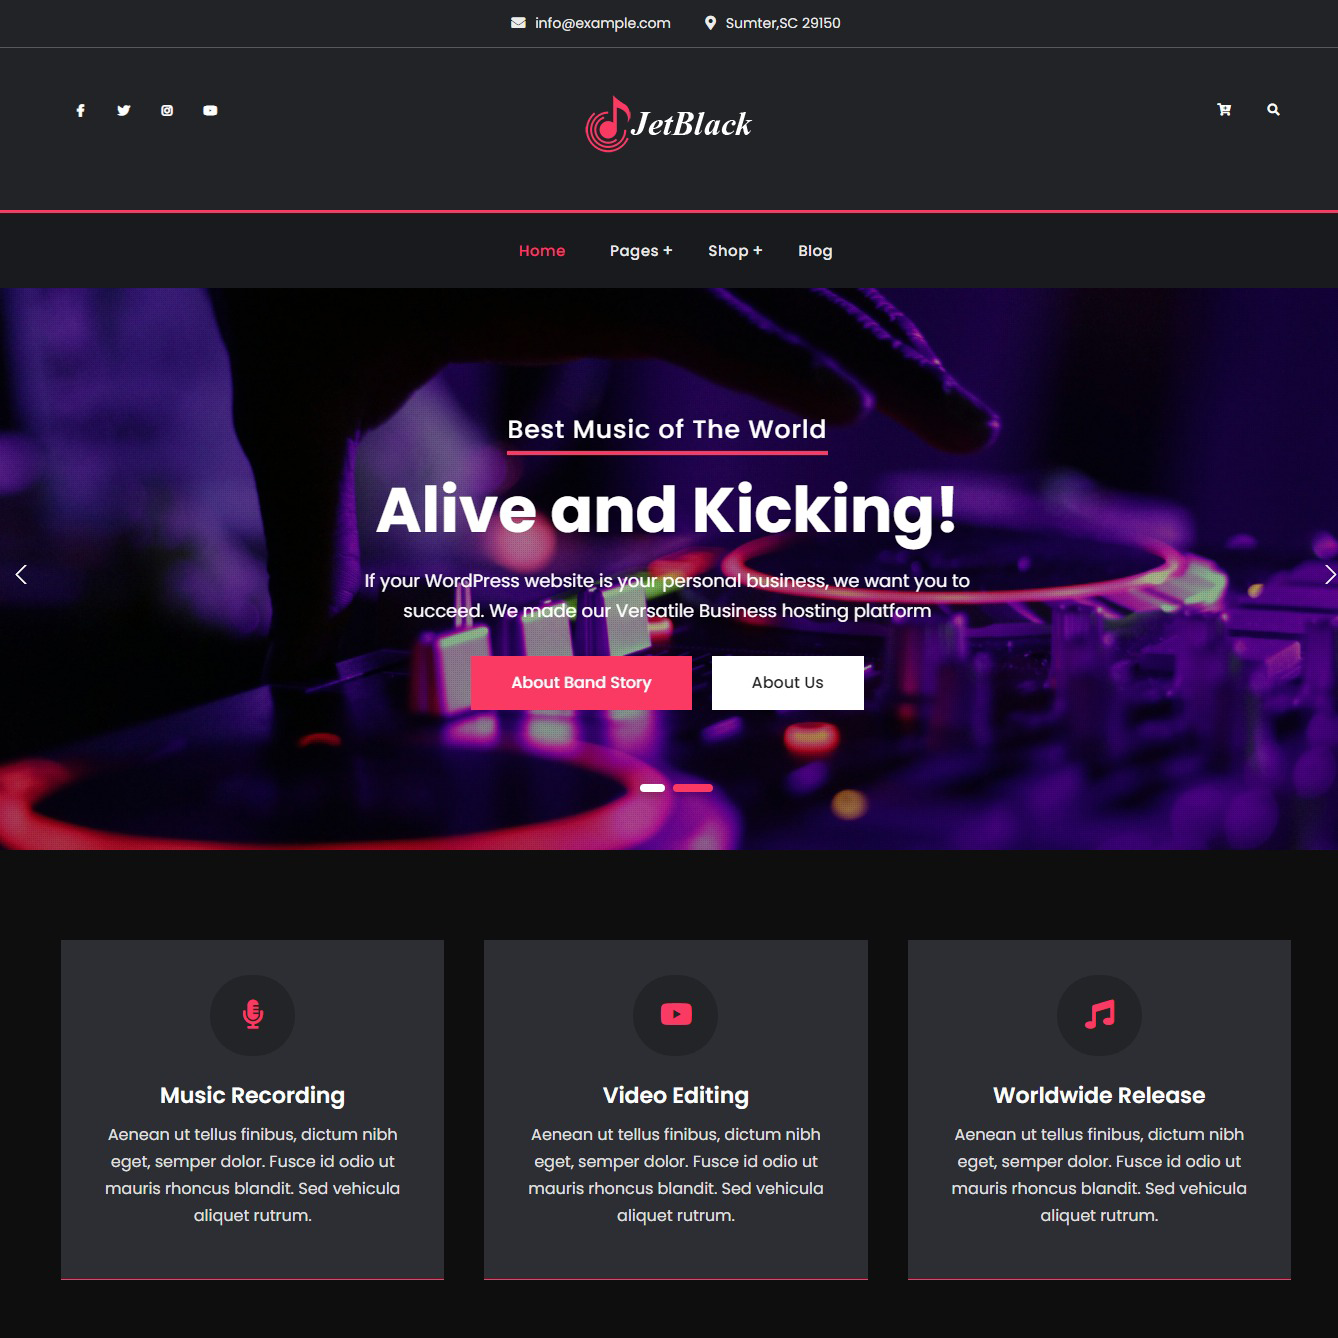 info@example.com
Sumter,SC 29150
JetBlack
Home
Pages +
Shop +
Blog
Best Music of The World
Alive and Kicking!
If your WordPress website is your personal business, we want you to
succeed. We made our Versatile Business hosting platform
About Band Story
About Us
Music Recording
Aenean ut tellus finibus, dictum nibh
eget, semper dolor. Fusce id odio ut
mauris rhoncus blandit. Sed vehicula
aliquet rutrum.
Video Editing
Aenean ut tellus finibus, dictum nibh
eget, semper dolor. Fusce id odio ut
mauris rhoncus blandit. Sed vehicula
aliquet rutrum.
Worldwide Release
Aenean ut tellus finibus, dictum nibh
eget, semper dolor. Fusce id odio ut
mauris rhoncus blandit. Sed vehicula
aliquet rutrum.